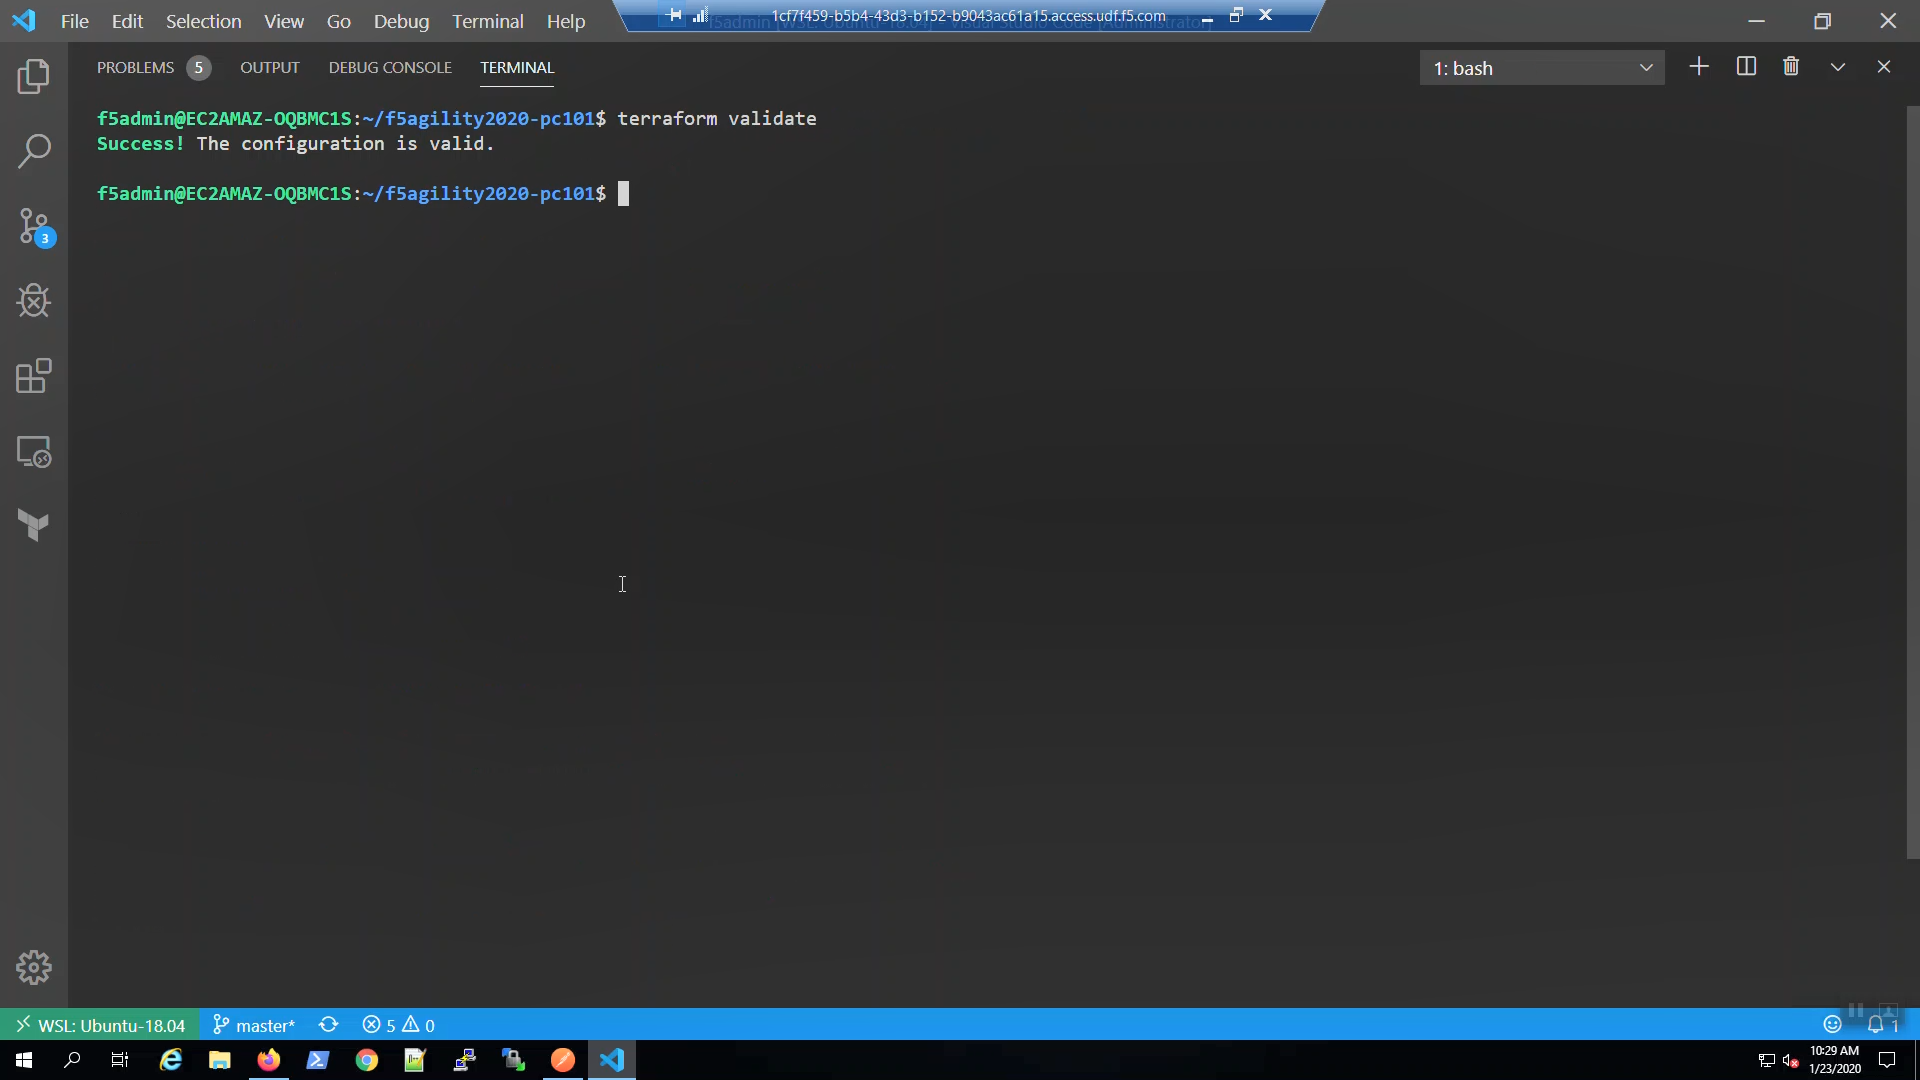 File Edit Selection View Go Debug Terminal Help
1cf7f459-b5b4-43d3-b152-b9043ac61a15.access.udf.f5.com
PROBLEMS 5 OUTPUT DEBUG CONSOLE TERMINAL
1: bash
f5admin@EC2AMAZ-OQBMC1S:~/f5agility2020-pc101$ terraform validate
Success! The configuration is valid.
f5admin@EC2AMAZ-OQBMC1S:~/f5agility2020-pc101$
3
WSL: Ubuntu-18.04 master* 5 0
1
10:29 AM
1/23/2020